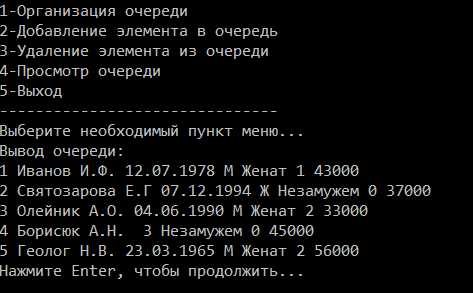 1-Организация очереди
2-Добавление элемента в очередь
3-Удаление элемента из очереди
4-Просмотр очереди
5-Выход
-------------------------------
Выберите необходимый пункт меню...
Вывод очереди:
1 Иванов И.Ф. 12.07.1978 М Женат 1 43000
2 Святозарова Е.Г 07.12.1994 Ж Незамужем 0 37000
3 Олейник А.О. 04.06.1990 М Женат 2 33000
4 Борисюк А.Н.  3 Незамужем 0 45000
5 Геолог Н.В. 23.03.1965 М Женат 2 56000
Нажмите Enter, чтобы продолжить...